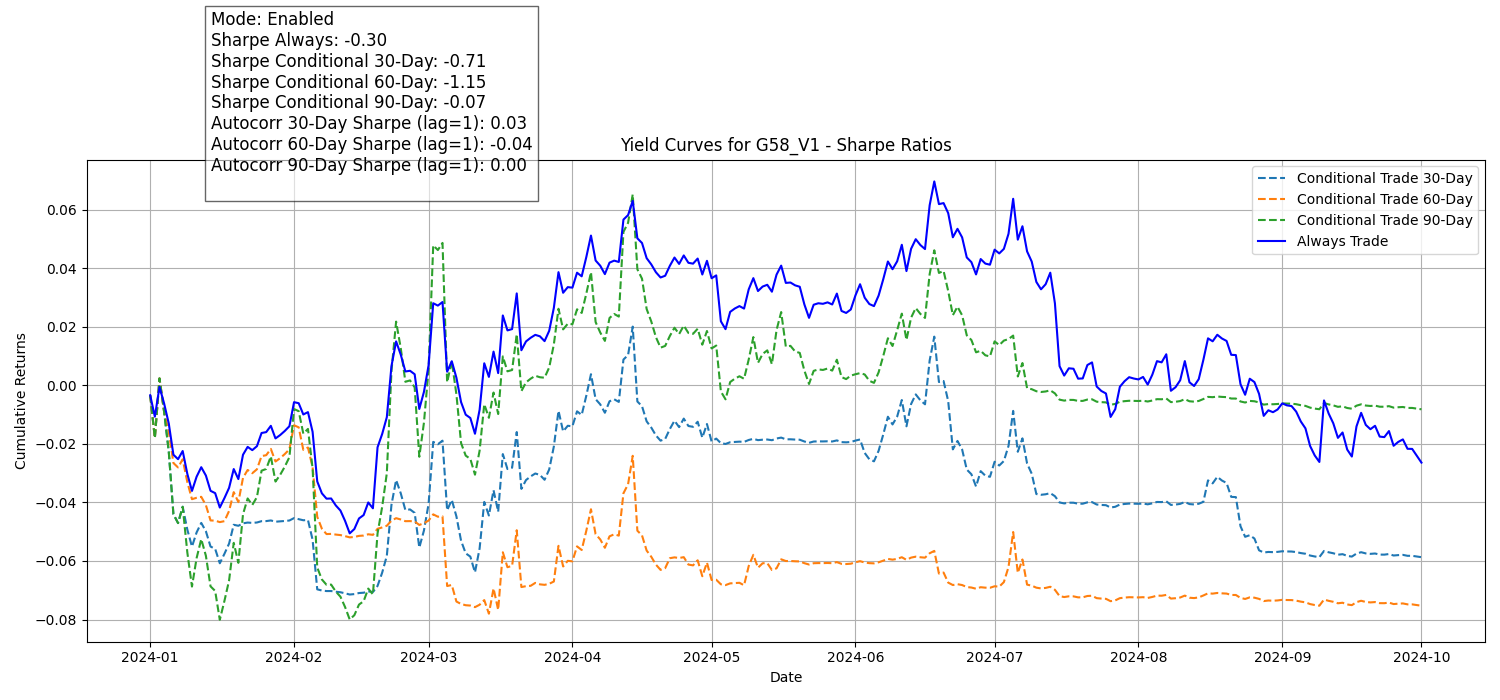 Mode: Enabled
Sharpe Always: -0.30
Sharpe Conditional 30-Day: -0.71
Sharpe Conditional 60-Day: -1.15
Sharpe Conditional 90-Day: -0.07
Autocorr 30-Day Sharpe (lag=1): 0.03
Autocorr 60-Day Sharpe (lag=1): -0.04
Autocorr 90-Day Sharpe (lag=1): 0.00
Yield Curves for G58_V1 - Sharpe Ratios
Conditional Trade 30-Day
Conditional Trade 60-Day
Conditional Trade 90-Day
Always Trade
Cumulative Returns
0.06
0.04
0.02
0.00
−0.02
−0.04
−0.06
−0.08
2024-01
2024-02
2024-03
2024-04
2024-05
2024-06
2024-07
2024-08
2024-09
2024-10
Date